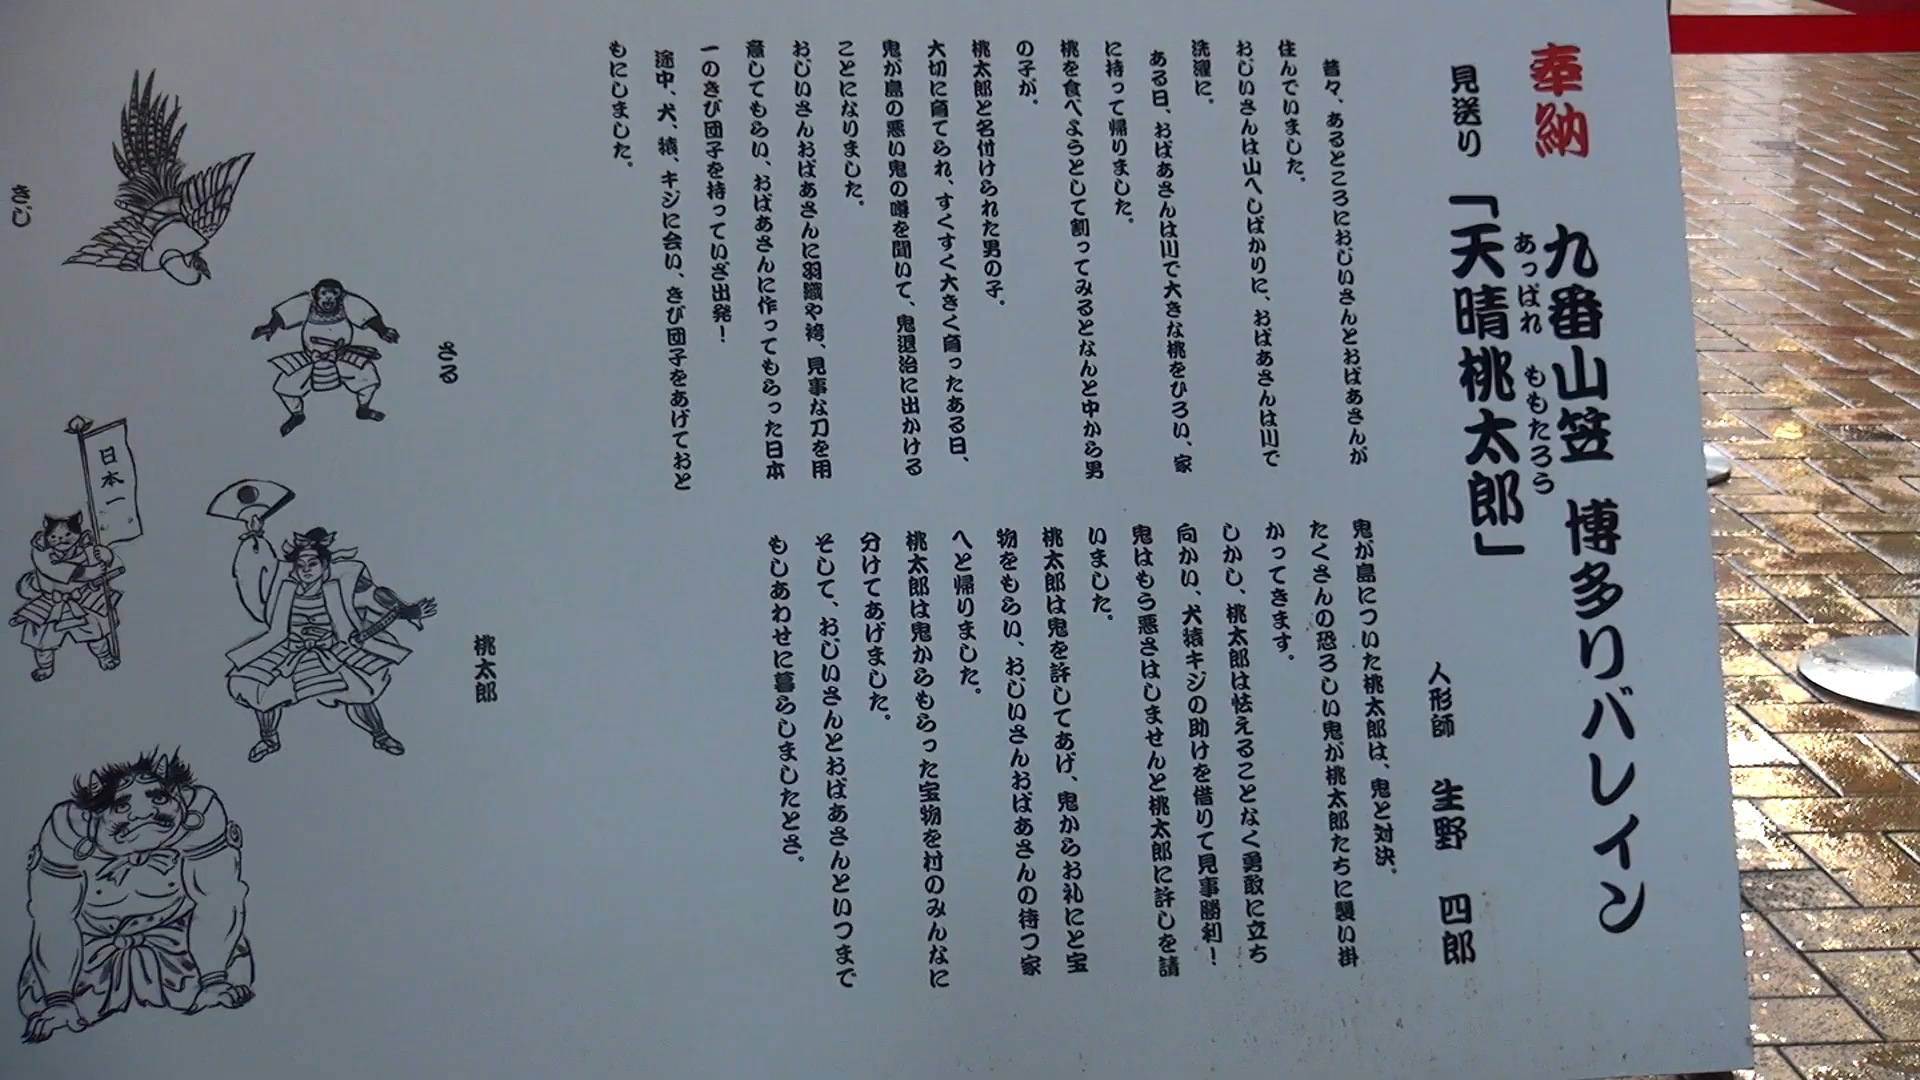 奉納
九番山笠 博多リバレイン
見送り 「天晴桃太郎」
あっぱれ ももたろう
人形師 生野 四郎
昔々、あるところにおじいさんとおばあさんが
住んでいました。
おじいさんは山へしばかりに、おばあさんは川で
洗濯に。
ある日、おばあさんは川で大きな桃をひろい、家
に持って帰りました。
桃を食べようとして割ってみるとなんと中から男
の子が。
桃太郎と名付けられた男の子。
大切に育てられ、すくすく大きく育ったある日、
鬼が島の悪い鬼の噂を聞いて、鬼退治に出かける
ことになりました。
おじいさんおばあさんに羽織や袴、見事な刀を用
意してもらい、おばあさんに作ってもらった日本
一のきび団子を持っていざ出発!
途中、犬、猿、キジに会い、きび団子をあげておと
もにしました。
鬼が島についた桃太郎は、鬼と対決。
たくさんの恐ろしい鬼が桃太郎たちに襲い掛
かってきます。
しかし、桃太郎は怯えることなく勇敢に立ち
向かい、犬猿キジの助けを借りて見事勝利!
鬼はもう悪さはしませんと桃太郎に許しを請
いました。
桃太郎は鬼を許してあげ、鬼からお礼にと宝
物をもらい、おじいさんおばあさんの待つ家
へと帰りました。
桃太郎は鬼からもらった宝物を村のみんなに
分けてあげました。
そして、おじいさんとおばあさんといつまで
もしあわせに暮らしましたとさ。
さる
桃太郎
きじ
日本一